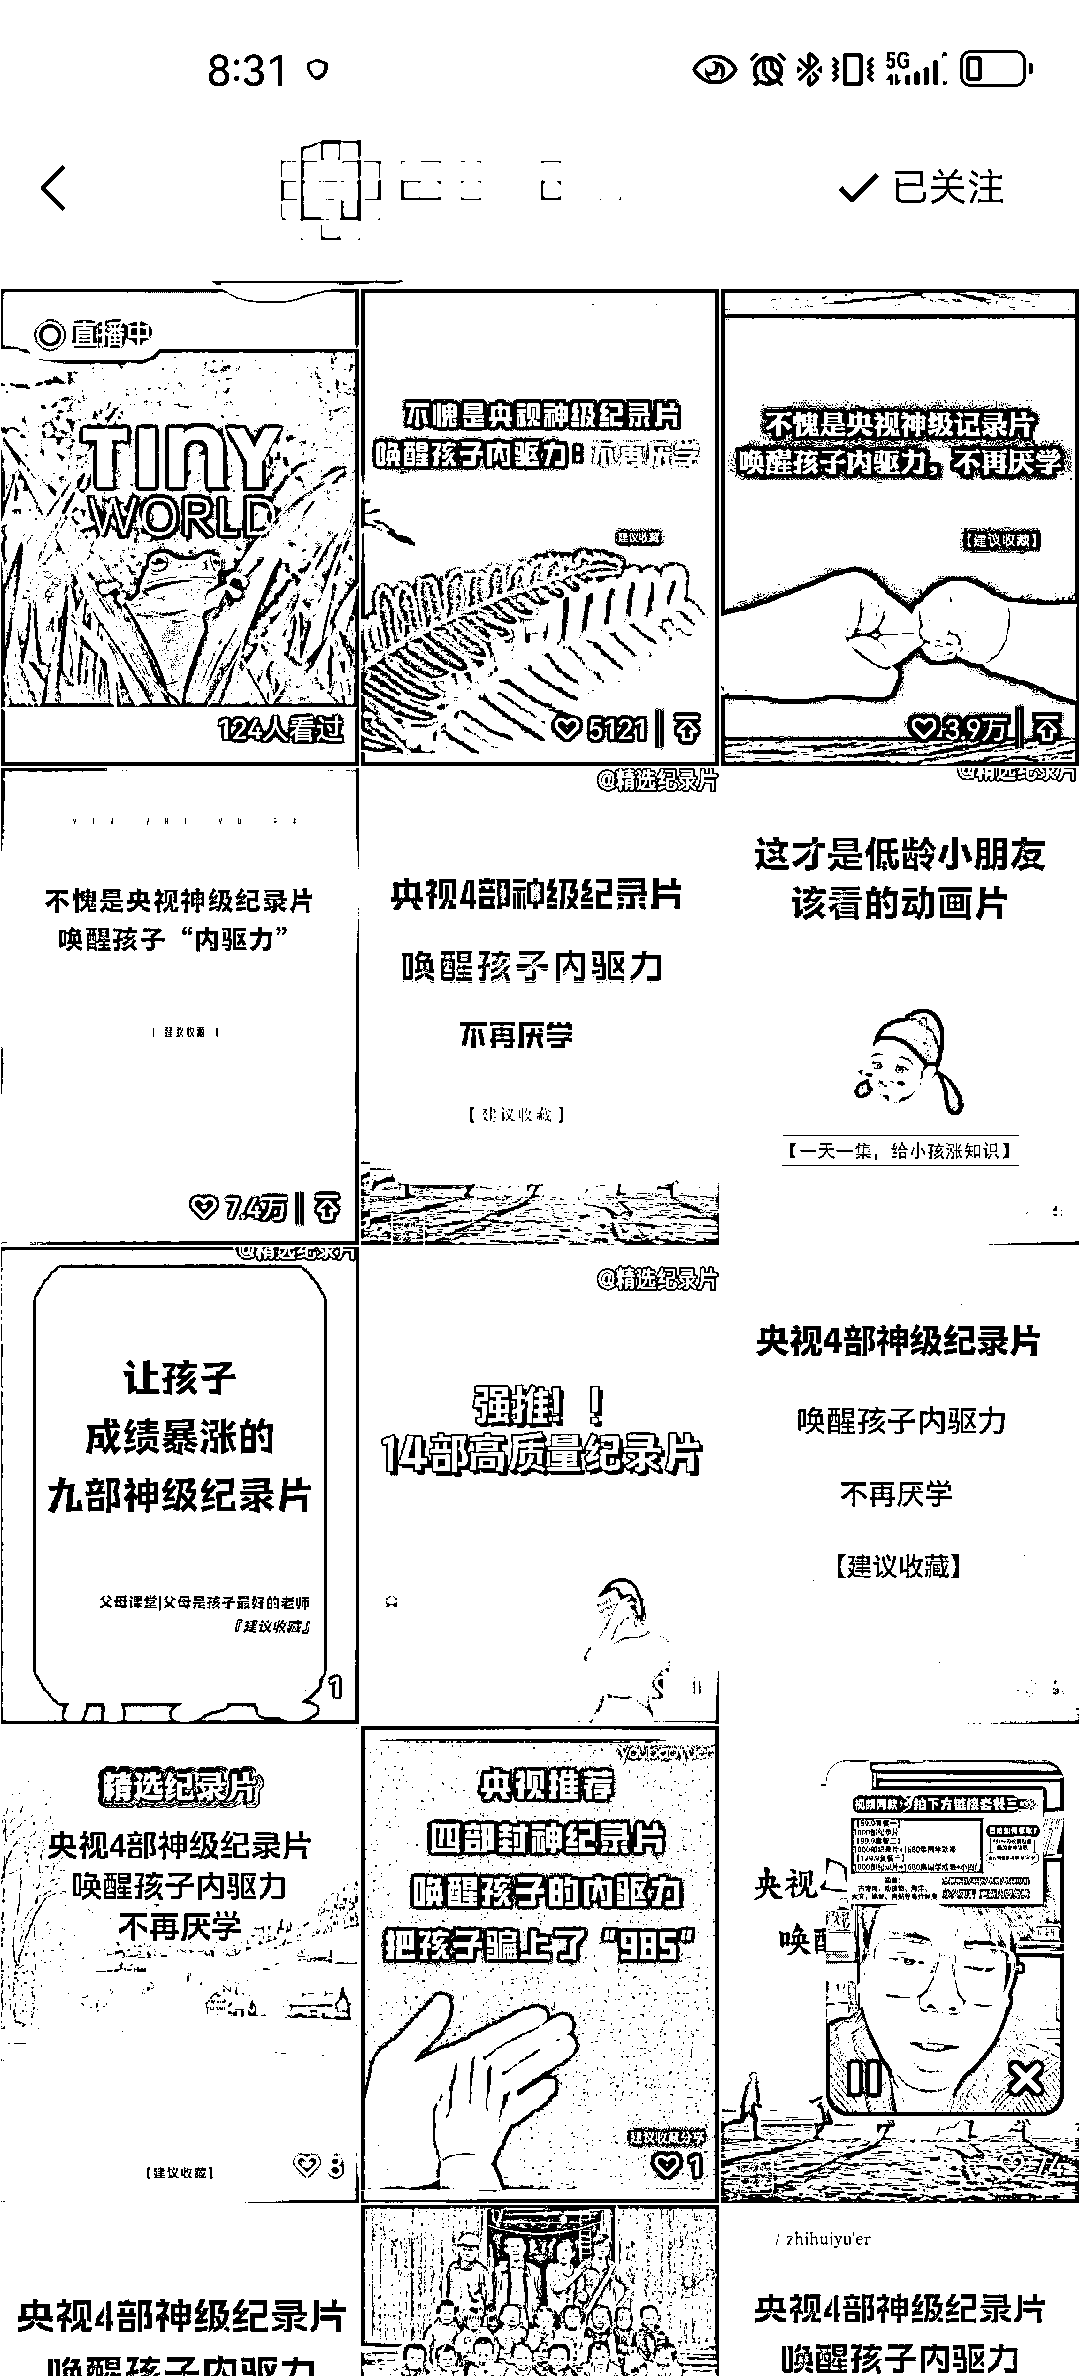 8:31
5G
已关注
直播中
TINY
WORLD
124人看过
不愧是央视神级纪录片
唤醒孩子内驱力：不再厌学
建议收藏
5121
不愧是央视神级记录片
唤醒孩子内驱力，不再厌学
【建议收藏】
3.9万
不愧是央视神级纪录片
唤醒孩子“内驱力”
建议收藏
7.4万
@精选纪录片
央视4部神级纪录片
唤醒孩子内驱力
不再厌学
【建议收藏】
@精选纪录片
这才是低龄小朋友
该看的动画片
【一天一集，给小孩涨知识】
@精选纪录片
让孩子
成绩暴涨的
九部神级纪录片
父母课堂|父母是孩子最好的老师
『建议收藏』
1
@精选纪录片
强推！！
14部高质量纪录片
央视4部神级纪录片
唤醒孩子内驱力
不再厌学
【建议收藏】
精选纪录片
央视4部神级纪录片
唤醒孩子内驱力
不再厌学
【建议收藏】
8
央视推荐
四部封神纪录片
唤醒孩子的内驱力
把孩子骗上了“985”
建议收藏分享
1
央视
唤醒
14
央视4部神级纪录片
唤醒孩子内驱力
/ zhihuiyu'er
央视4部神级纪录片
唤醒孩子内驱力